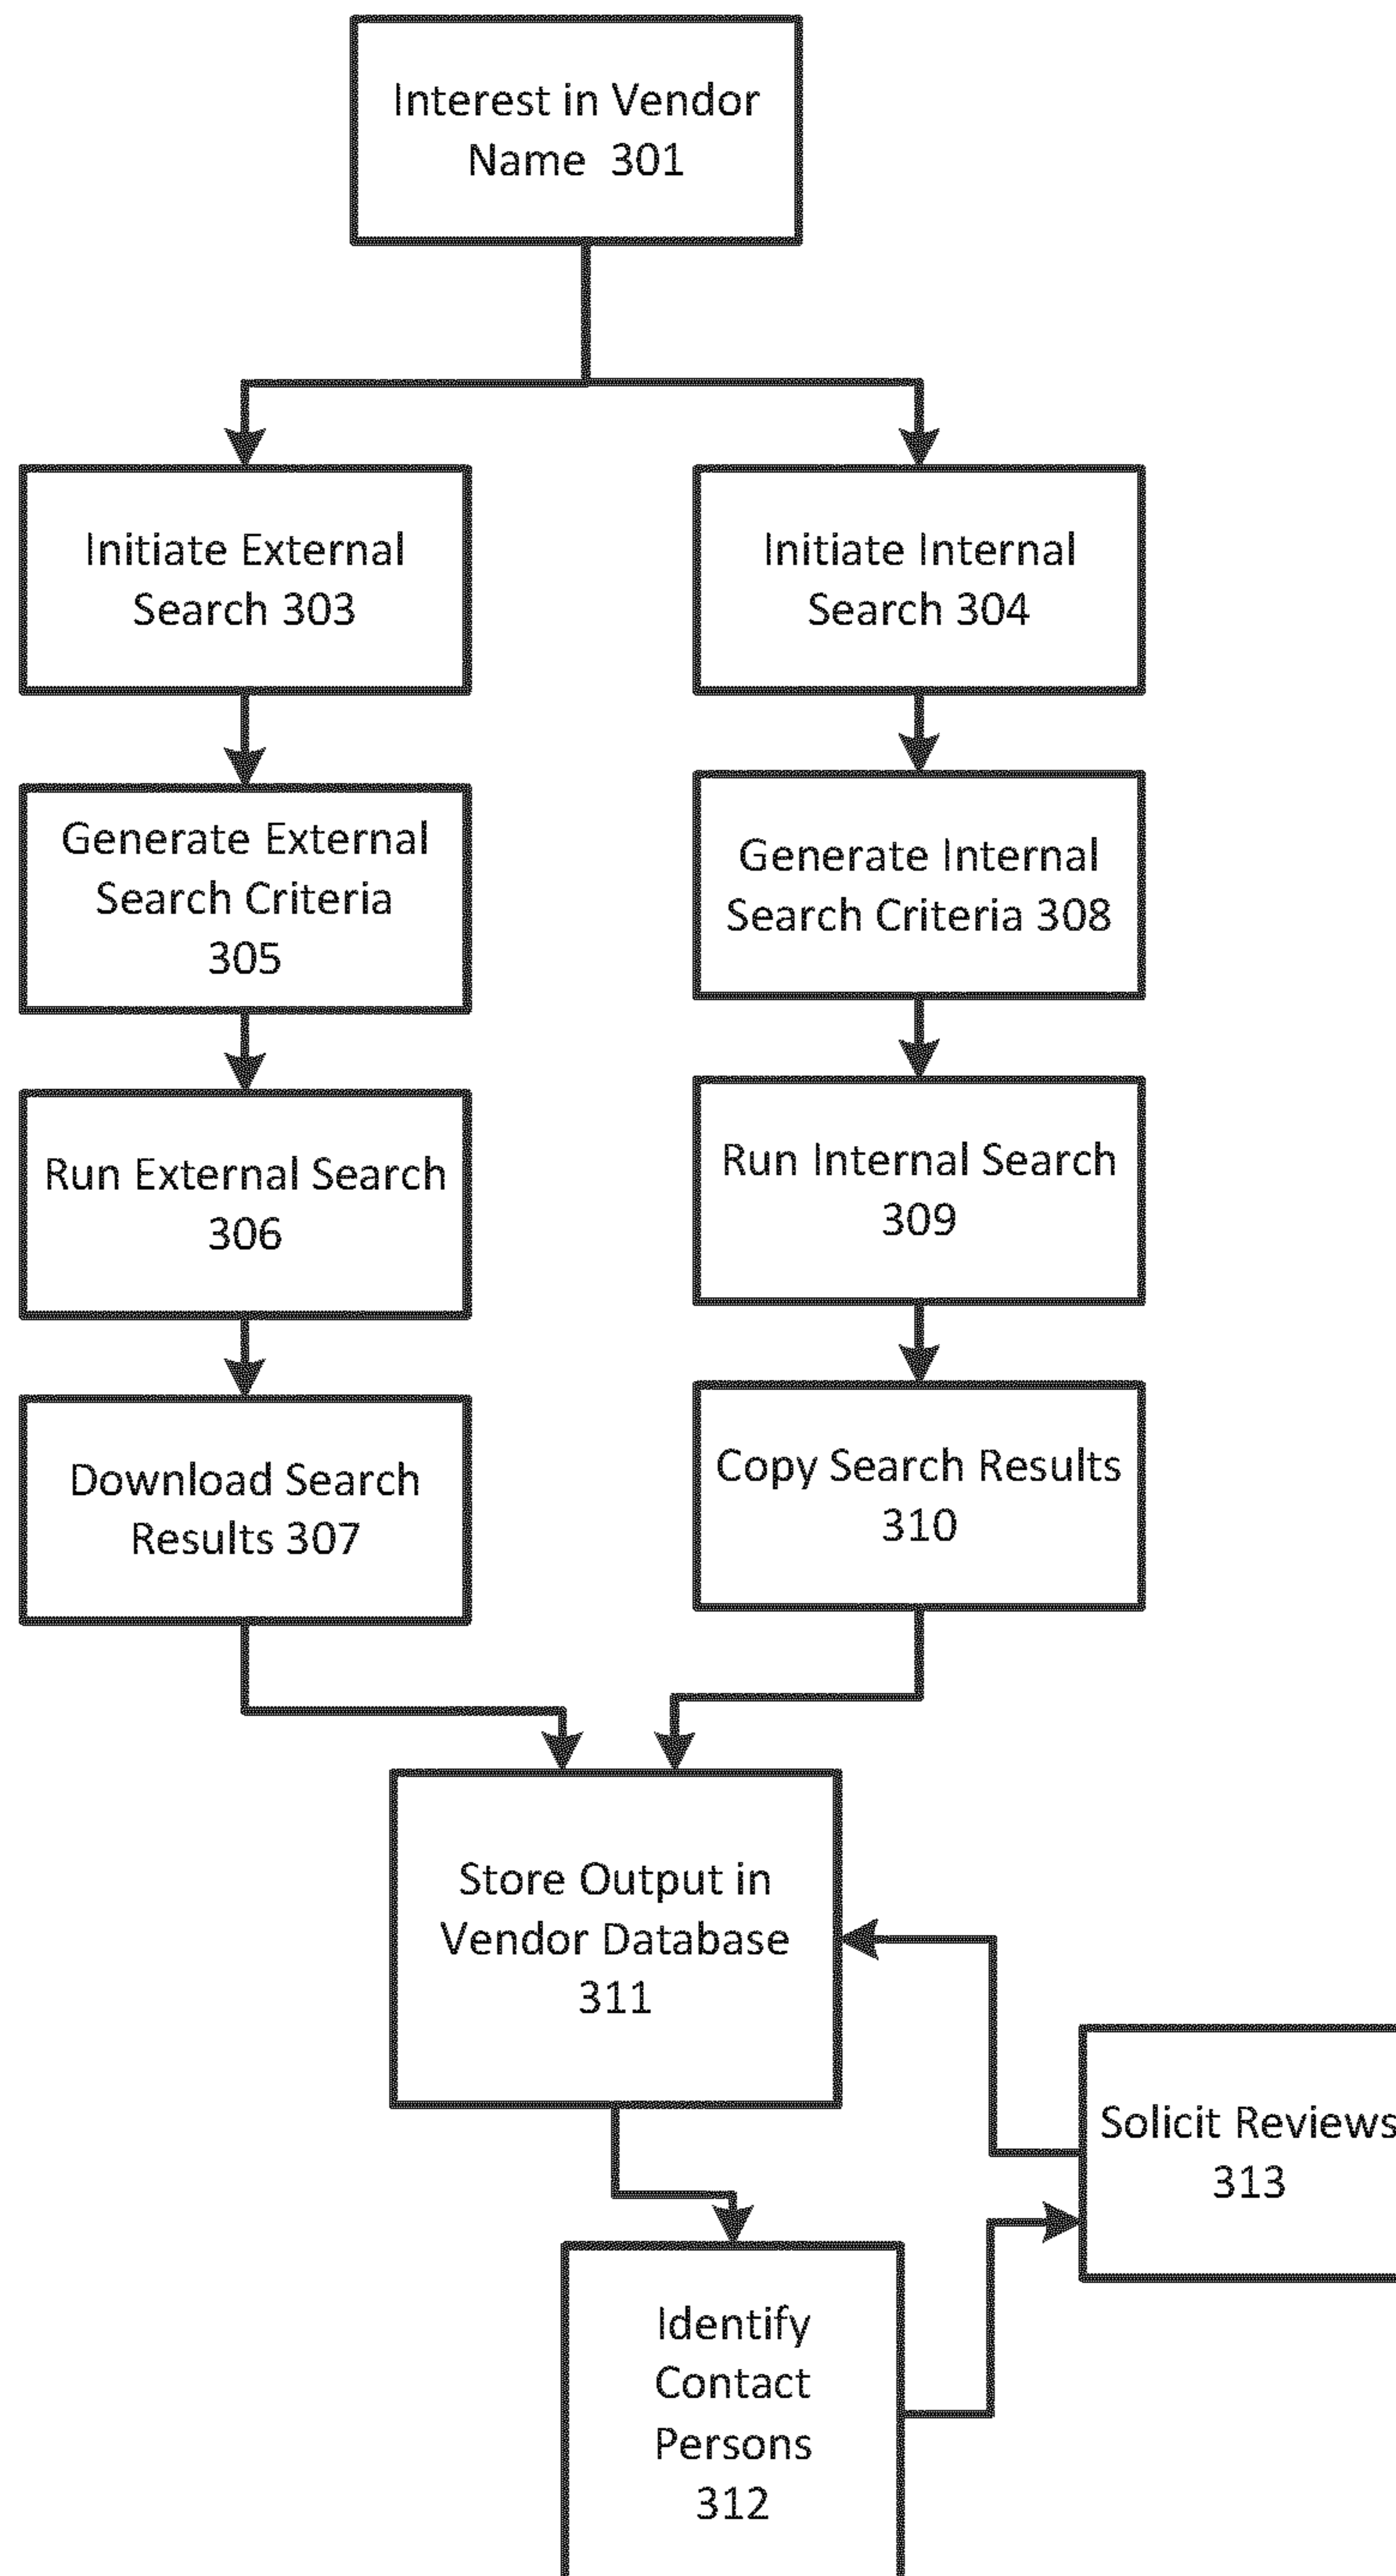 Interest in Vendor
Name 301
Initiate External
Search 303
Initiate Internal
Search 304
Generate External
Search Criteria
305
Generate Internal
Search Criteria 308
Run External Search
306
Run Internal Search
309
Download Search
Results 307
Copy Search Results
310
Store Output in
Vendor Database
311
Solicit Reviews
313
Identify
Contact
Persons
312